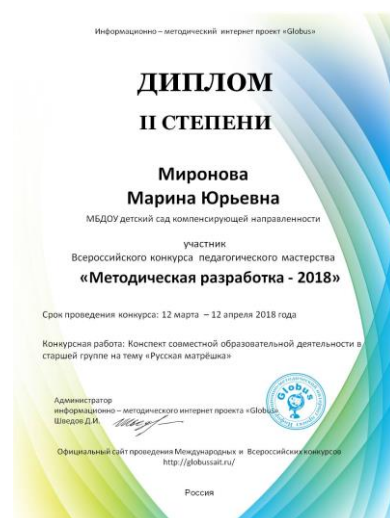 Информационно – методический интернет проект «Globus»
ДИПЛОМ
II СТЕПЕНИ
Миронова
Марина Юрьевна
МБДОУ детский сад компенсирующей направленности
участник
Всероссийского конкурса педагогического мастерства
«Методическая разработка - 2018»
Срок проведения конкурса: 12 марта – 12 апреля 2018 года
Конкурсная работа: Конспект совместной образовательной деятельности в
старшей группе на тему «Русская матрёшка»
Администратор
информационно – методического интернет проекта «Globus»
Шведов Д.И.
Globus
Официальный сайт проведения Международных и Всероссийских конкурсов
http://globussait.ru/
Россия